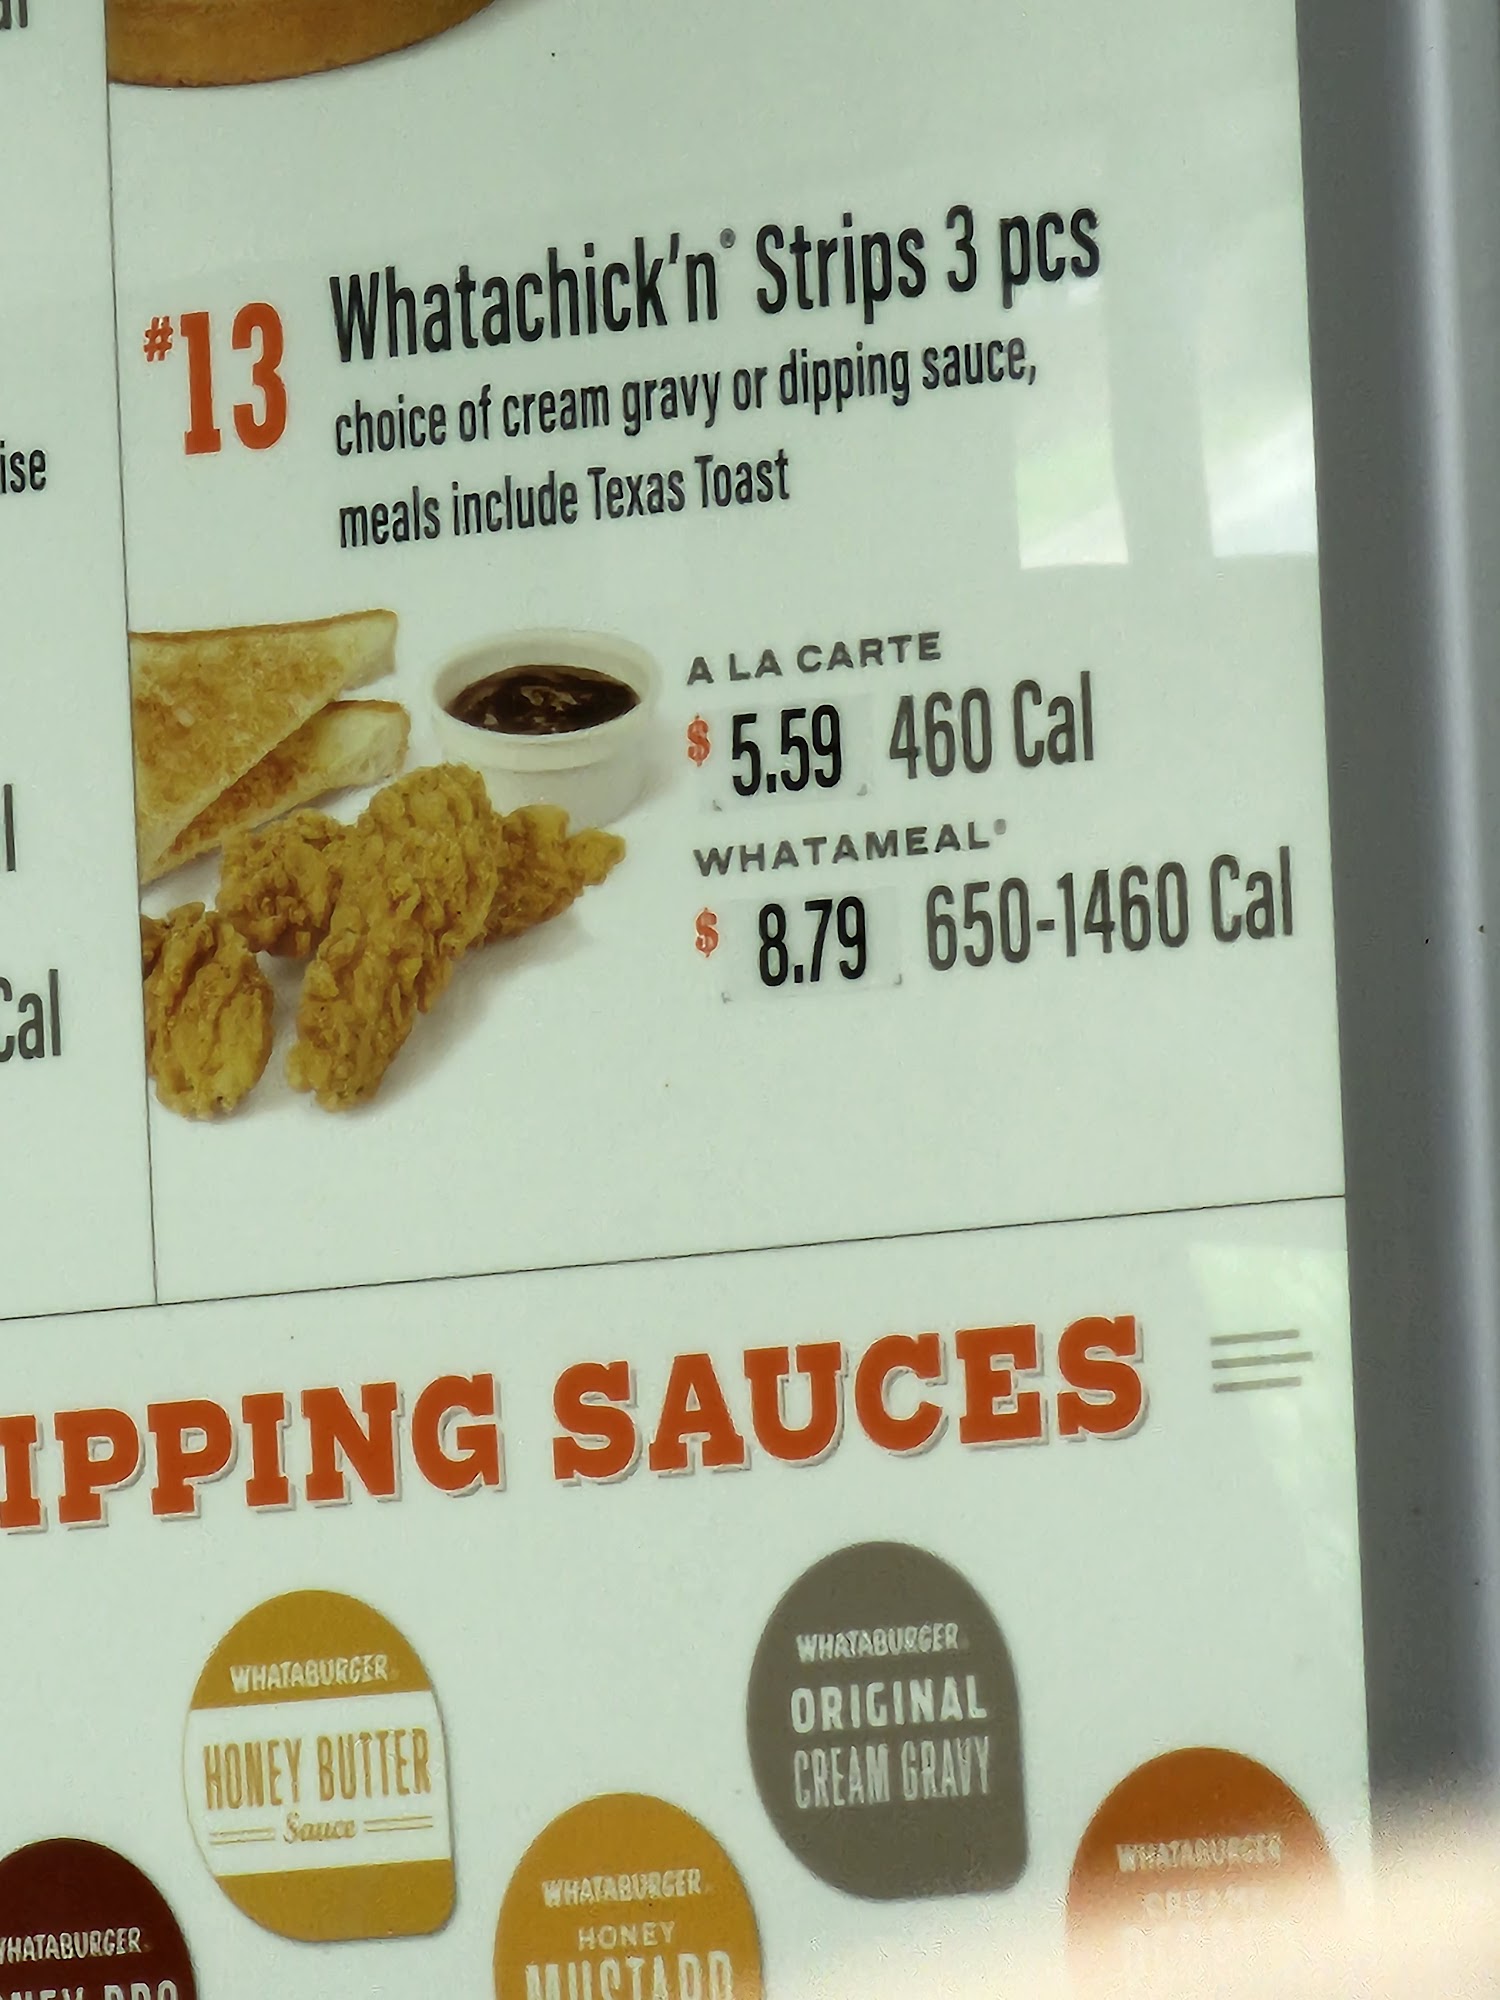 ise
l
Cal
#13
Whatachick'n® Strips 3 pcs
choice of cream gravy or dipping sauce,
meals include Texas Toast
A LA CARTE
$ 5.59 460 Cal
WHATAMEAL®
$ 8.79 650-1460 Cal
IPPING SAUCES
WHATABURGER
HONEY BUTTER
Sauce
WHATABURGER
ORIGINAL
CREAM GRAVY
WHATABURGER
HONEY
MUSTARD
WHATABURGER
WHATABURGER